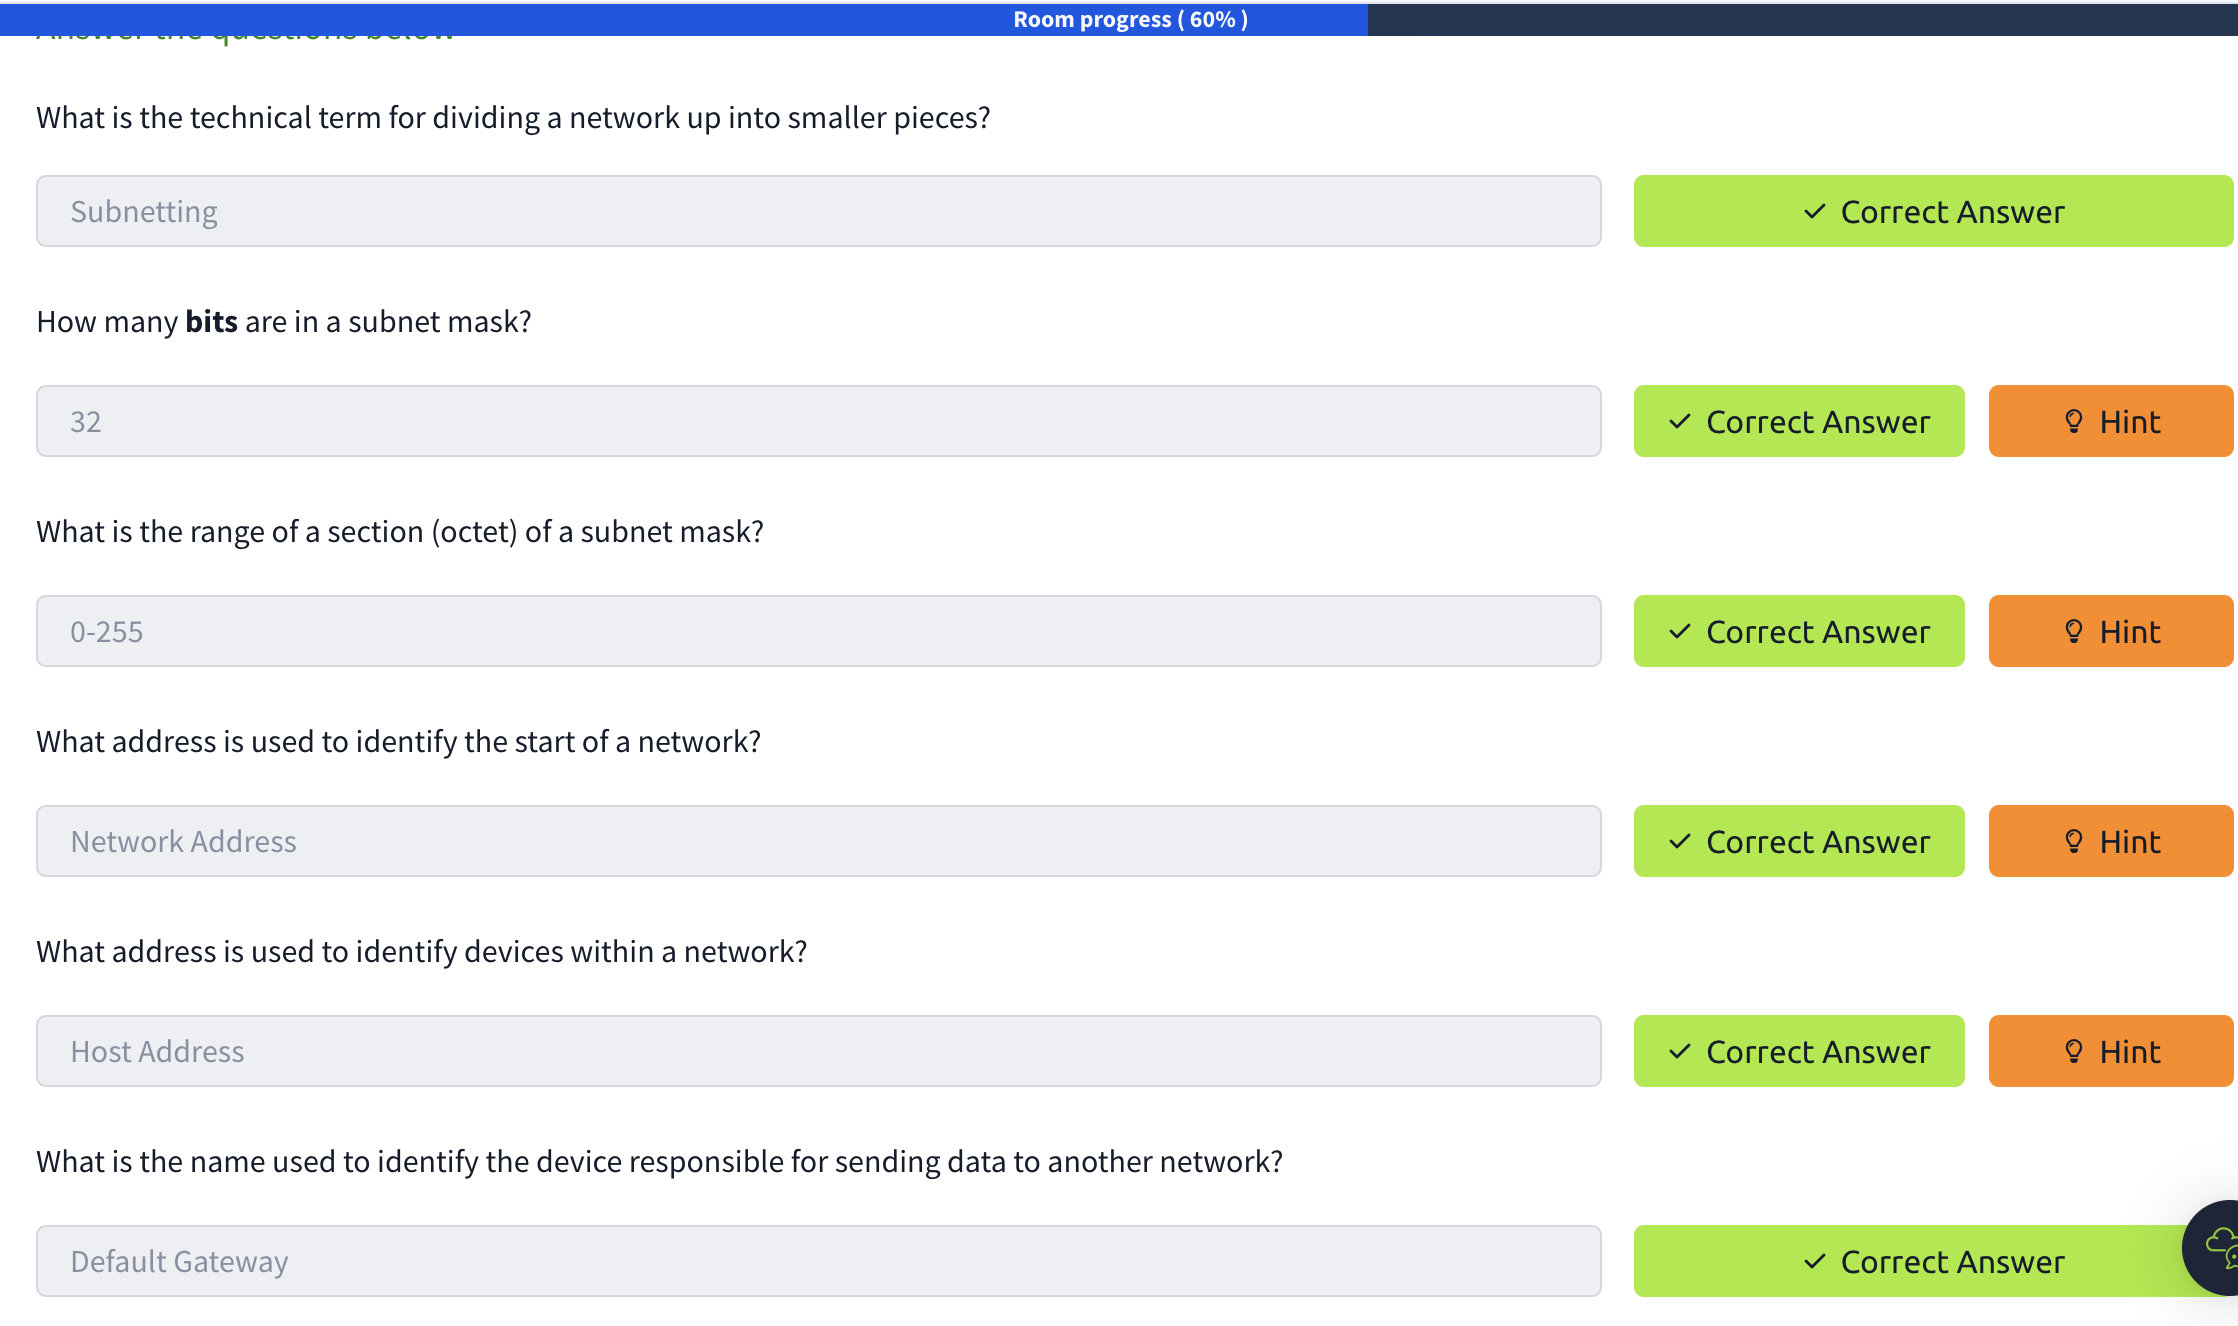 Room progress ( 60% )
Answer the questions below
What is the technical term for dividing a network up into smaller pieces?
Subnetting
Correct Answer
How many bits are in a subnet mask?
32
Correct Answer
Hint
What is the range of a section (octet) of a subnet mask?
0-255
Correct Answer
Hint
What address is used to identify the start of a network?
Network Address
Correct Answer
Hint
What address is used to identify devices within a network?
Host Address
Correct Answer
Hint
What is the name used to identify the device responsible for sending data to another network?
Default Gateway
Correct Answer